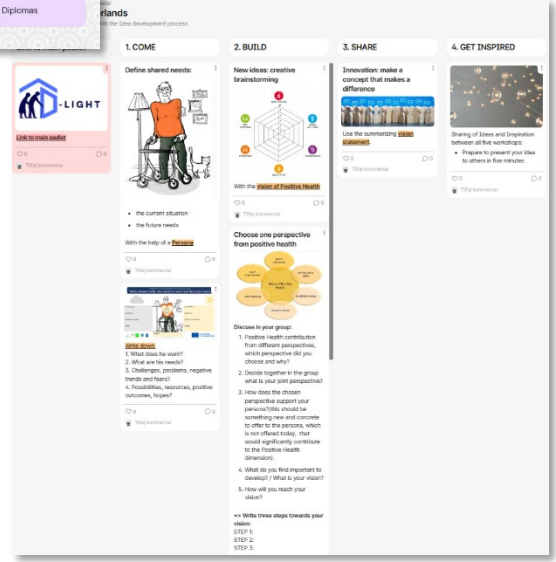 Diplomas
rlands
ith the Idea development process
Link to main padlet
-LIGHT
Link to main padlet
0 0
Tilføj kommentar
1. COME
Define shared needs:
• the current situation
• the future needs
With the help of a Persona
0 0
Tilføj kommentar
Write down:
1. What does he want?
2. What are his needs?
3. Challenges, problems, negative
trends and fears?
4. Possibilities, resources, positive
outcomes, hopes?
0 0
Tilføj kommentar
2. BUILD
New ideas: creative
brainstorming
With the vision of Positive Health
0 0
Tilføj kommentar
Choose one perspective
from positive health
Discuss in your group:
1. Positive Health contribution
from different perspectives,
which perspective did you
choose and why?
2. Decide together in the group
what is your joint perspective?
3. How does the chosen
perspective support your
persona?(this should be
something new and concrete
to offer to the persona, which
is not offered today, that
would significantly contribute
to the Positive Health
dimension).
4. What do you find important to
develop? / What is your vision?
5. How will you reach your
vision?
=> Write three steps towards your
vision:
STEP 1:
STEP 2:
STEP 3:
3. SHARE
Innovation: make a
concept that makes a
difference
Use the summarizing vision
statement.
0 0
Tilføj kommentar
4. GET INSPIRED
Sharing of Ideas and Inspiration
between all five workshops:
• Prepare to present your idea
to others in five minutes
0 0
Tilføj kommentar